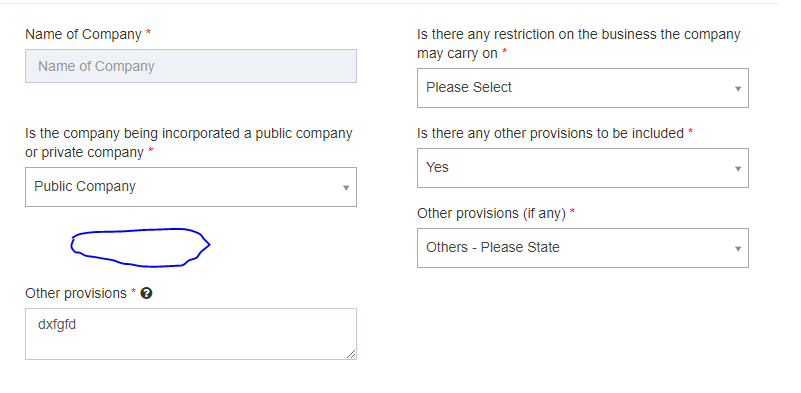 Name of Company *
Name of Company
Is the company being incorporated a public company
or private company *
Public Company
Other provisions *
dxfgfd
Is there any restriction on the business the company
may carry on *
Please Select
Is there any other provisions to be included *
Yes
Other provisions (if any) *
Others - Please State